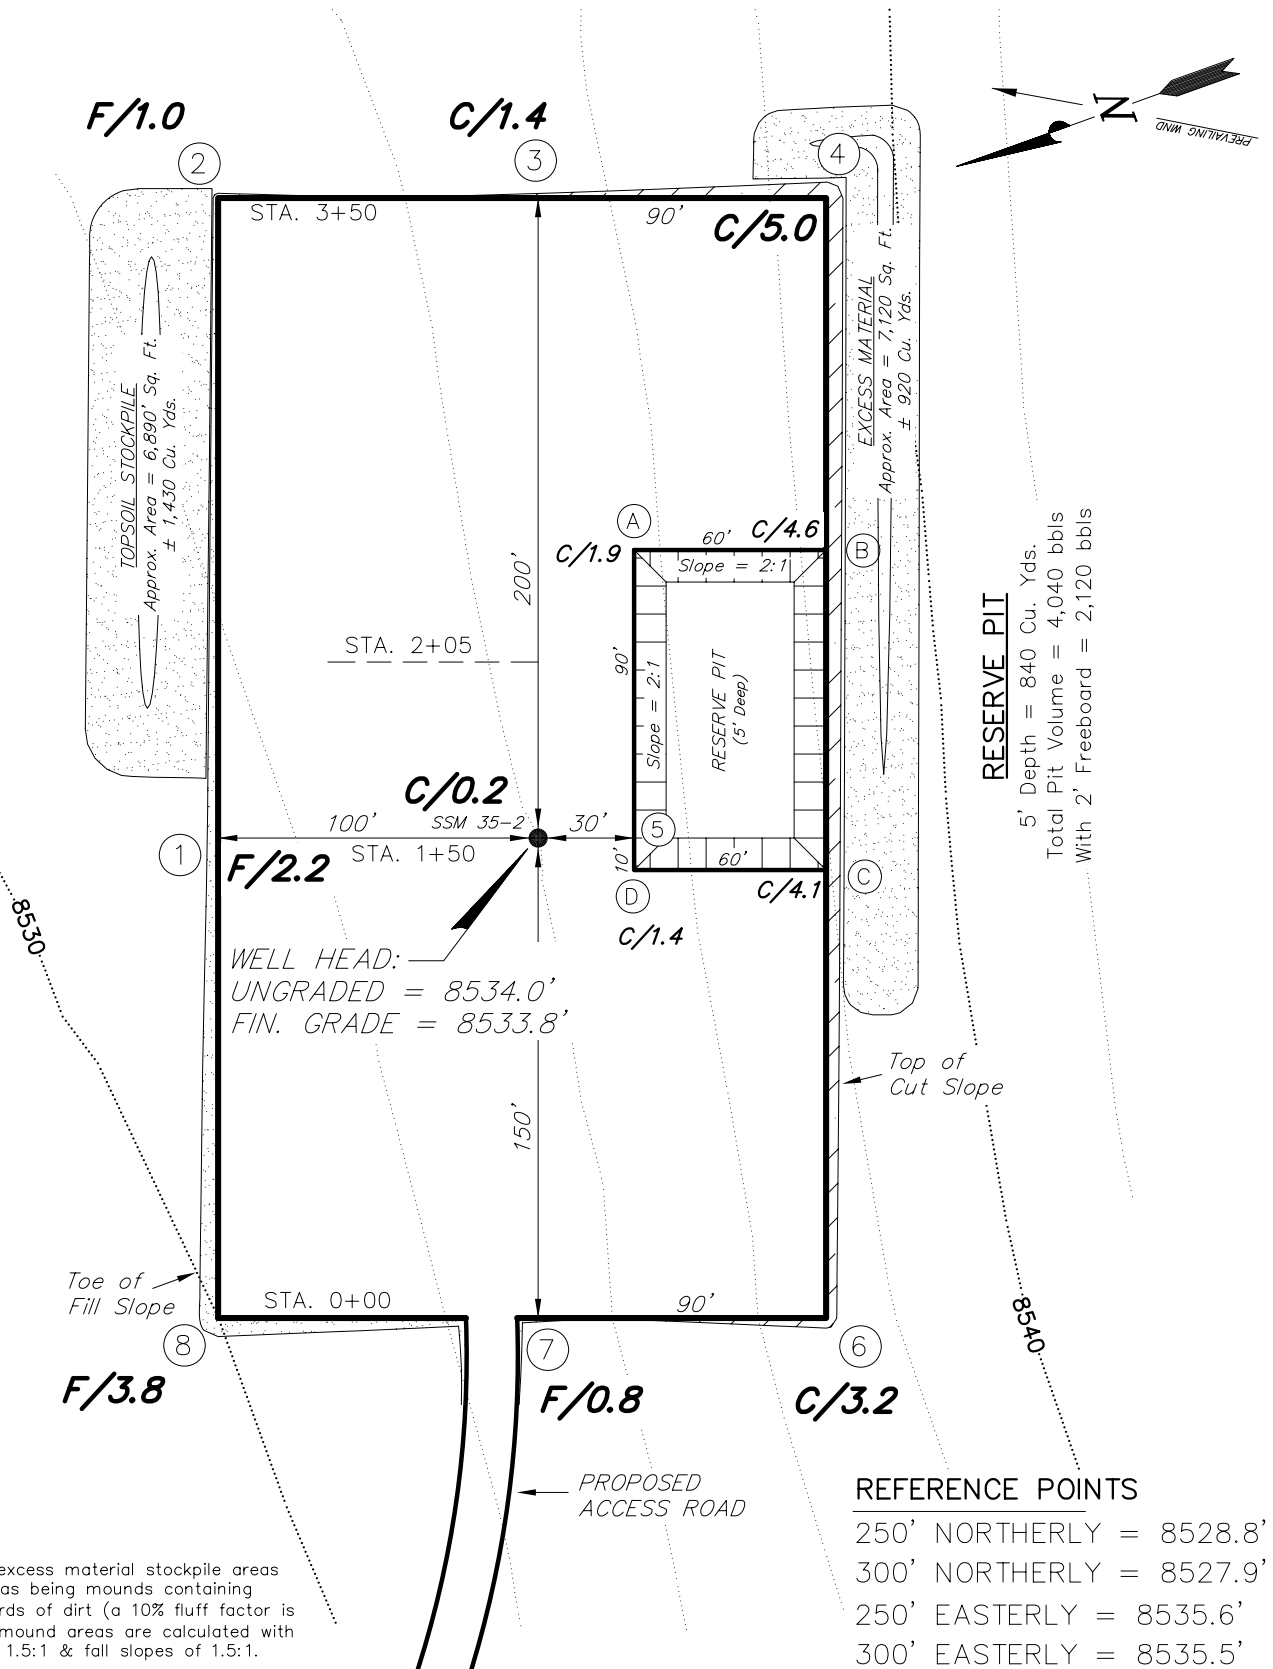 F/1.0
C/1.4
2
3
4
N
PREVAILING WIND
STA. 3+50
90'
C/5.0
TOPSOIL STOCKPILE
Approx. Area = 6,890' Sq. Ft.
± 1,430 Cu. Yds.
EXCESS MATERIAL
Approx. Area = 7,120 Sq. Ft.
± 920 Cu. Yds.
A
60'
C/4.6
B
C/1.9
Slope = 2:1
200'
STA. 2+05
90'
Slope = 2:1
RESERVE PIT
(5' Deep)
RESERVE PIT
5' Depth = 840 Cu. Yds.
Total Pit Volume = 4,040 bbls
With 2' Freeboard = 2,120 bbls
C/0.2
100'
SSM 35-2
30'
5
1
STA. 1+50
F/2.2
10'
60'
C/4.1
C
D
C/1.4
8530
WELL HEAD:
UNGRADED = 8534.0'
FIN. GRADE = 8533.8'
Top of
Cut Slope
150'
Toe of
Fill Slope
STA. 0+00
90'
8540
8
7
6
F/3.8
F/0.8
C/3.2
PROPOSED
ACCESS ROAD
REFERENCE POINTS
250' NORTHERLY = 8528.8'
300' NORTHERLY = 8527.9'
250' EASTERLY = 8535.6'
300' EASTERLY = 8535.5'
excess material stockpile areas
as being mounds containing
rds of dirt (a 10% fluff factor is
mound areas are calculated with
1.5:1 & fall slopes of 1.5:1.